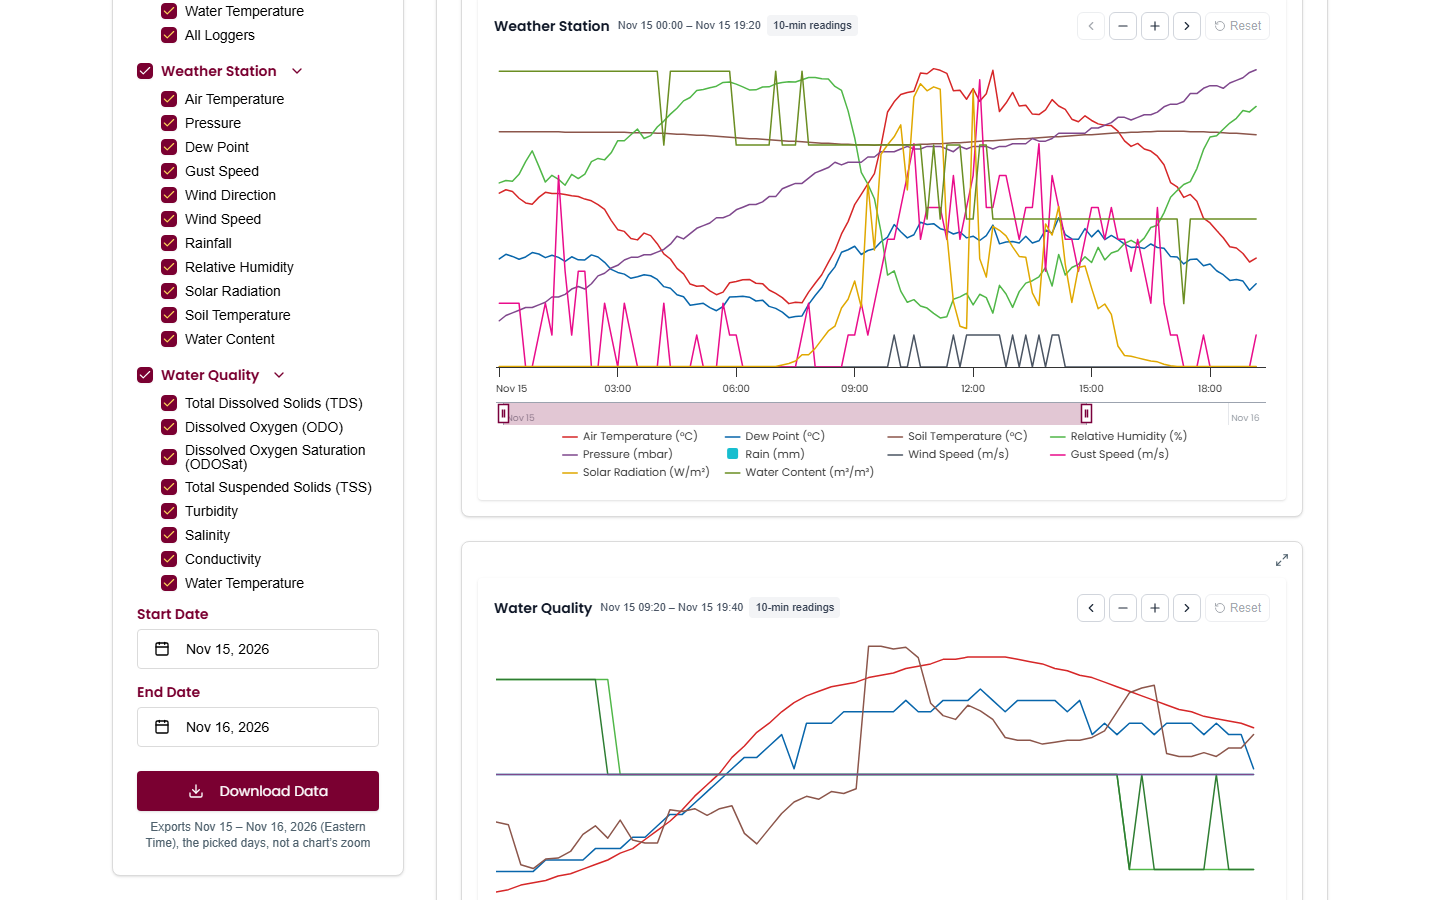 Water Temperature
All Loggers
Weather Station
Air Temperature
Pressure
Dew Point
Gust Speed
Wind Direction
Wind Speed
Rainfall
Relative Humidity
Solar Radiation
Soil Temperature
Water Content
Water Quality
Total Dissolved Solids (TDS)
Dissolved Oxygen (ODO)
Dissolved Oxygen Saturation
(ODOSat)
Total Suspended Solids (TSS)
Turbidity
Salinity
Conductivity
Water Temperature
Start Date
Nov 15, 2026
End Date
Nov 16, 2026
Download Data
Exports Nov 15 – Nov 16, 2026 (Eastern
Time), the picked days, not a chart's zoom
Weather Station Nov 15 00:00 – Nov 15 19:20 10-min readings Reset
Nov 15 03:00 06:00 09:00 12:00 15:00 18:00
Nov 15 Nov 16
Air Temperature (°C) Dew Point (°C) Soil Temperature (°C) Relative Humidity (%)
Pressure (mbar) Rain (mm) Wind Speed (m/s) Gust Speed (m/s)
Solar Radiation (W/m²) Water Content (m³/m³)
Water Quality Nov 15 09:20 – Nov 15 19:40 10-min readings Reset